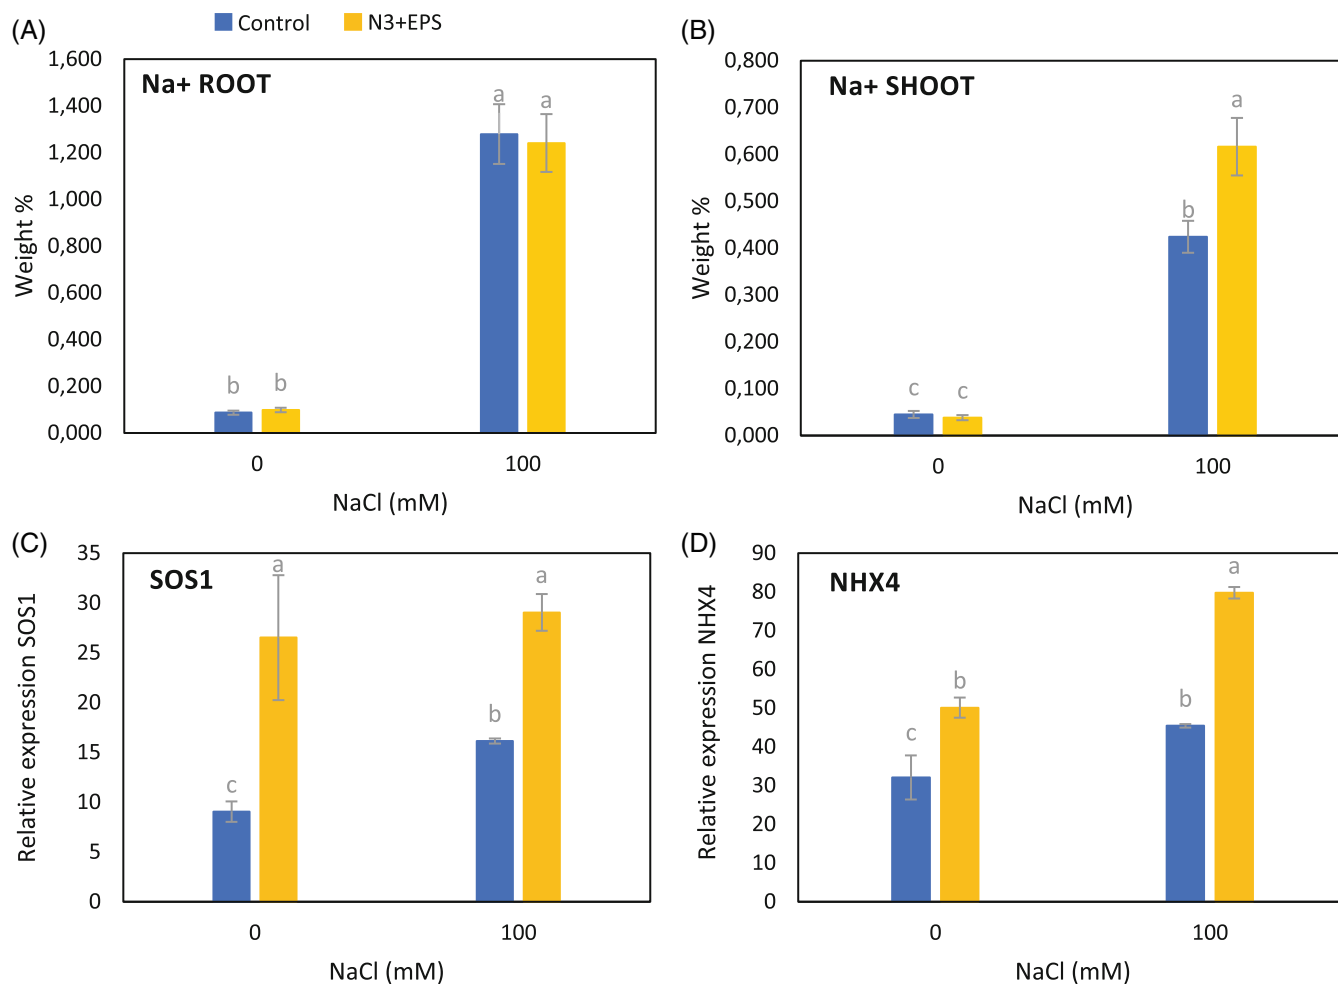 (A) Control N3+EPS (B)
Na+ ROOT
Weight %
1,600
1,400
1,200
1,000
0,800
0,600
0,400
0,200
0,000
a a
b b
0 100
NaCl (mM)
Na+ SHOOT
Weight %
0,800
0,700
0,600
0,500
0,400
0,300
0,200
0,100
0,000
a
b
c c
0 100
NaCl (mM)
(C)
SOS1
Relative expression SOS1
35
30
25
20
15
10
5
0
a a
b
c
0 100
NaCl (mM)
(D)
NHX4
Relative expression NHX4
90
80
70
60
50
40
30
20
10
0
a
b b
c
0 100
NaCl (mM)